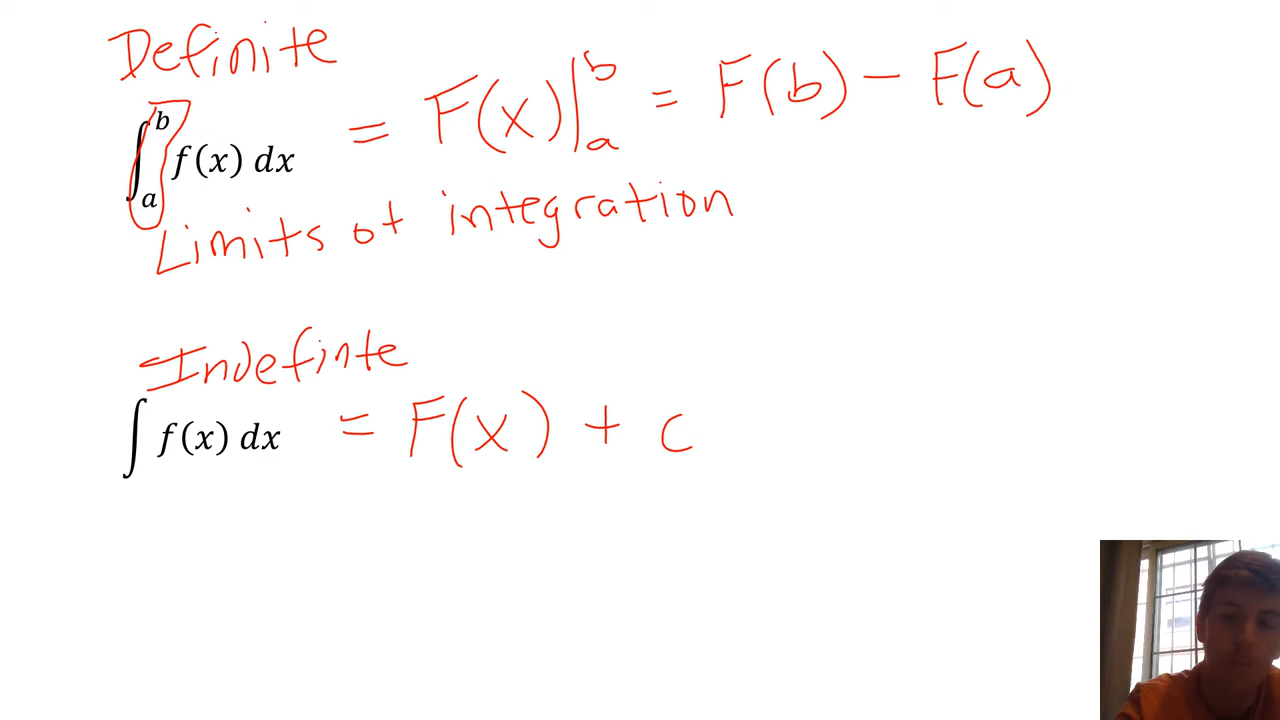 Definite
∫_a^b f(x) dx = F(x)|_a^b = F(b) - F(a)
Limits of integration
Indefinte
∫ f(x) dx = F(x) + c